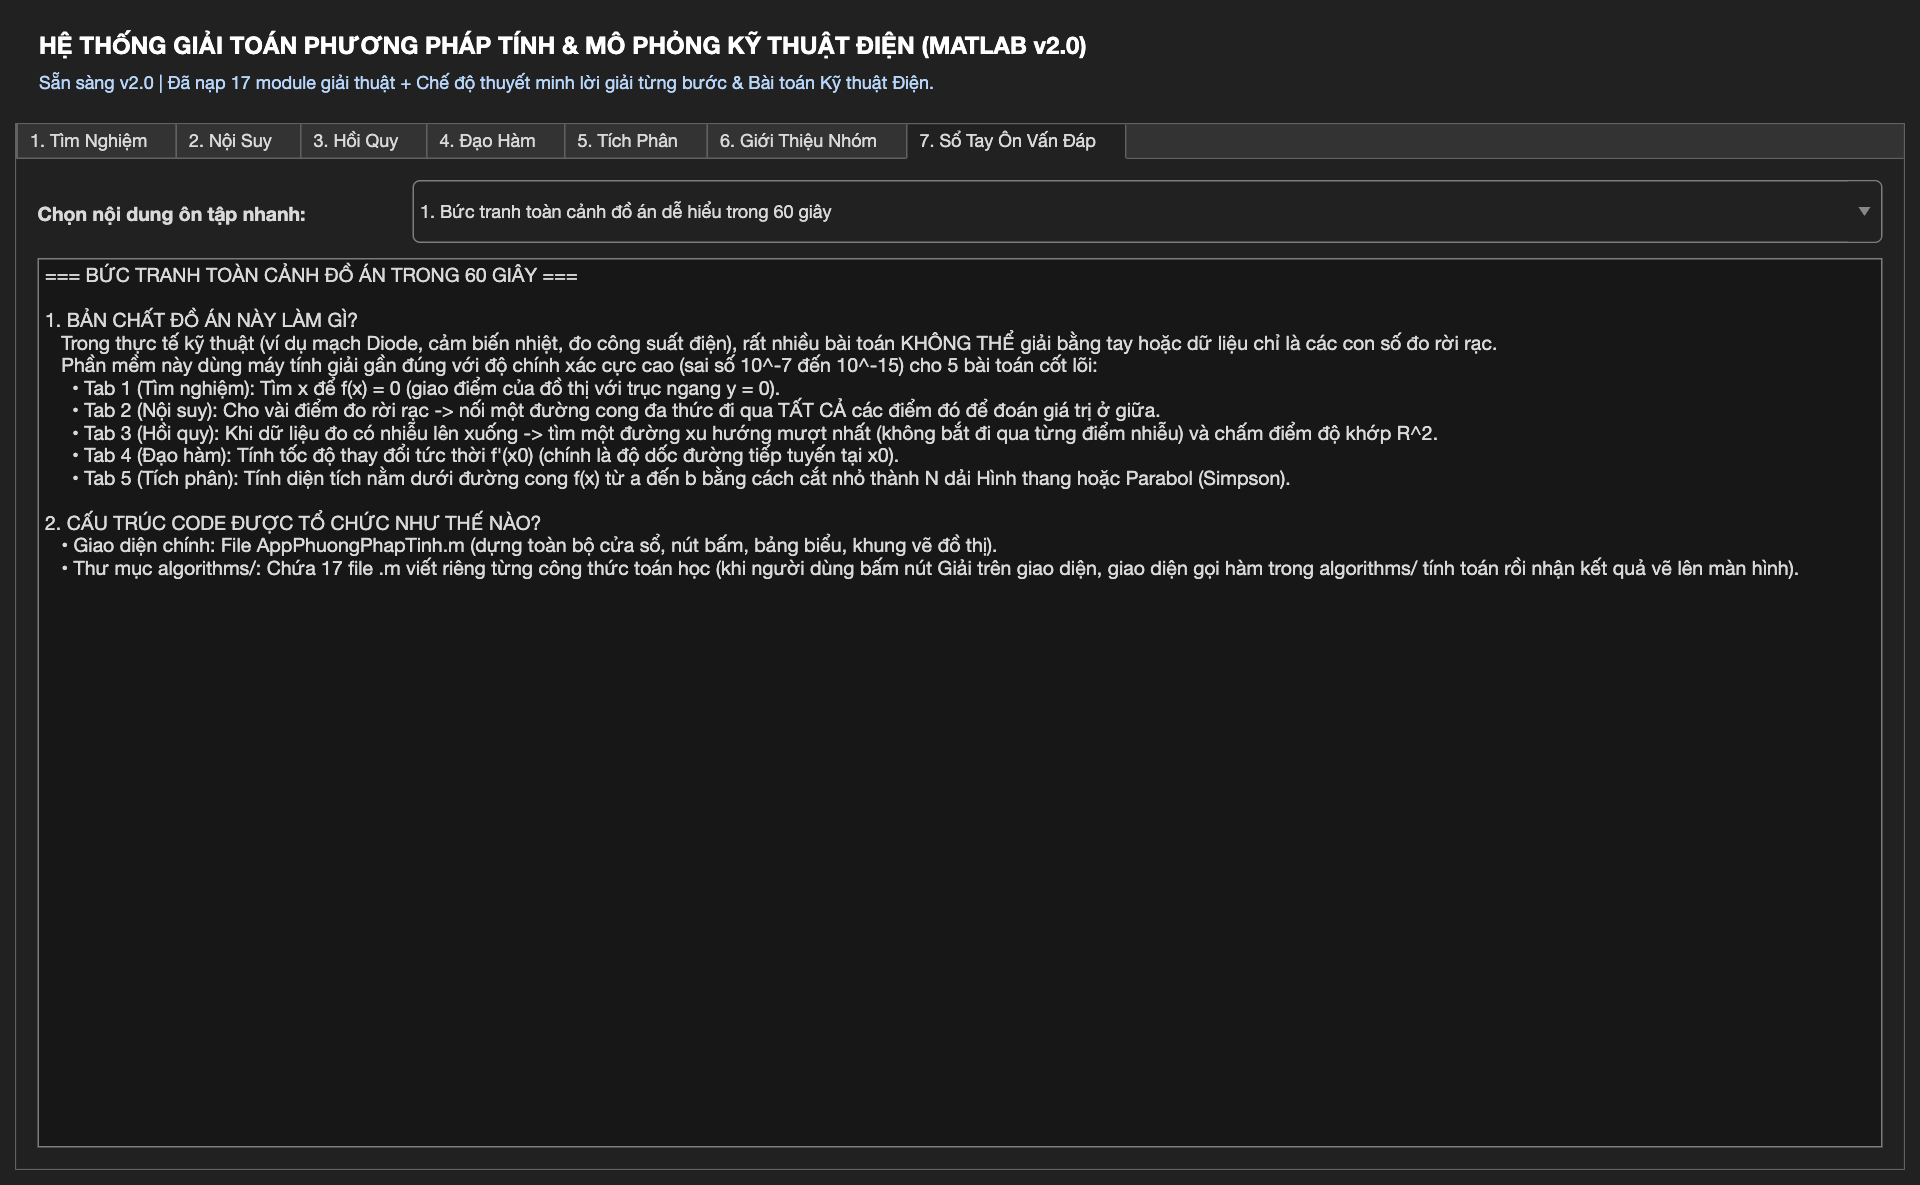 HỆ THỐNG GIẢI TOÁN PHƯƠNG PHÁP TÍNH & MÔ PHỎNG KỸ THUẬT ĐIỆN (MATLAB v2.0)
Sẵn sàng v2.0 | Đã nạp 17 module giải thuật + Chế độ thuyết minh lời giải từng bước & Bài toán Kỹ thuật Điện.
1. Tìm Nghiệm
2. Nội Suy
3. Hồi Quy
4. Đạo Hàm
5. Tích Phân
6. Giới Thiệu Nhóm
7. Sổ Tay Ôn Vấn Đáp
Chọn nội dung ôn tập nhanh:
1. Bức tranh toàn cảnh đồ án dễ hiểu trong 60 giây
=== BỨC TRANH TOÀN CẢNH ĐỒ ÁN TRONG 60 GIÂY ===
1. BẢN CHẤT ĐỒ ÁN NÀY LÀM GÌ?
Trong thực tế kỹ thuật (ví dụ mạch Diode, cảm biến nhiệt, đo công suất điện), rất nhiều bài toán KHÔNG THỂ giải bằng tay hoặc dữ liệu chỉ là các con số đo rời rạc.
Phần mềm này dùng máy tính giải gần đúng với độ chính xác cực cao (sai số 10^-7 đến 10^-15) cho 5 bài toán cốt lõi:
• Tab 1 (Tìm nghiệm): Tìm x để f(x) = 0 (giao điểm của đồ thị với trục ngang y = 0).
• Tab 2 (Nội suy): Cho vài điểm đo rời rạc -> nối một đường cong đa thức đi qua TẤT CẢ các điểm đó để đoán giá trị ở giữa.
• Tab 3 (Hồi quy): Khi dữ liệu đo có nhiễu lên xuống -> tìm một đường xu hướng mượt nhất (không bắt đi qua từng điểm nhiễu) và chấm điểm độ khớp R^2.
• Tab 4 (Đạo hàm): Tính tốc độ thay đổi tức thời f'(x0) (chính là độ dốc đường tiếp tuyến tại x0).
• Tab 5 (Tích phân): Tính diện tích nằm dưới đường cong f(x) từ a đến b bằng cách cắt nhỏ thành N dải Hình thang hoặc Parabol (Simpson).
2. CẤU TRÚC CODE ĐƯỢC TỔ CHỨC NHƯ THẾ NÀO?
• Giao diện chính: File AppPhuongPhapTinh.m (dựng toàn bộ cửa sổ, nút bấm, bảng biểu, khung vẽ đồ thị).
• Thư mục algorithms/: Chứa 17 file .m viết riêng từng công thức toán học (khi người dùng bấm nút Giải trên giao diện, giao diện gọi hàm trong algorithms/ tính toán rồi nhận kết quả vẽ lên màn hình).